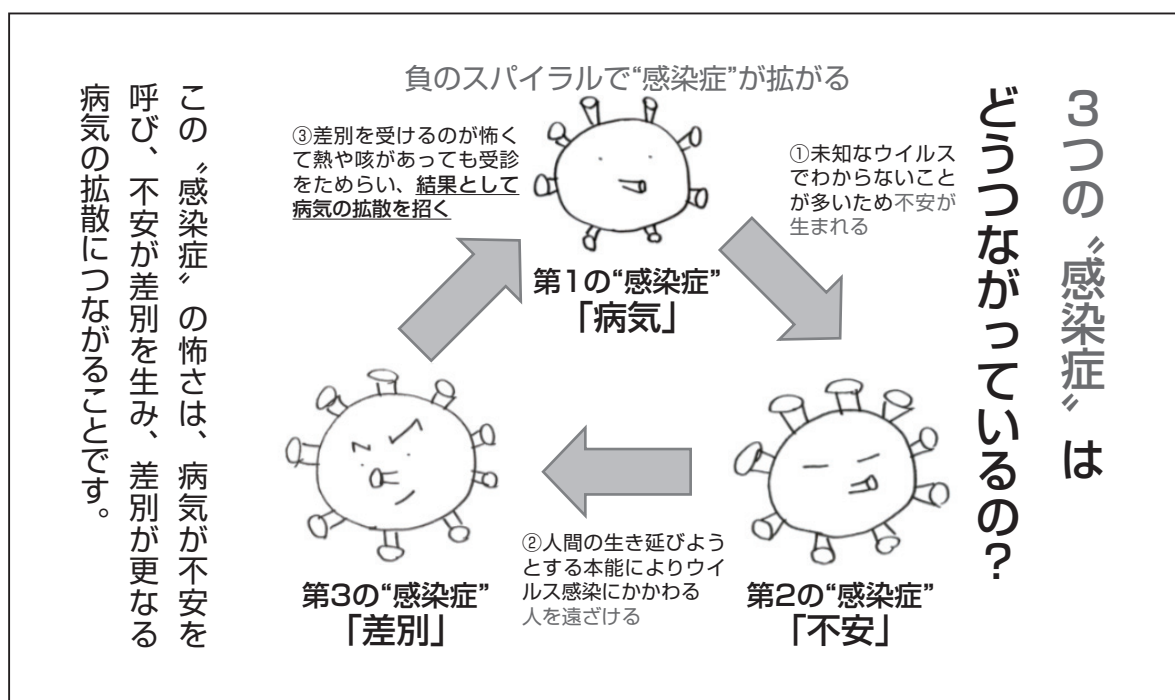 3つの〝感染症〟は
どうつながっているの？
負のスパイラルで“感染症”が拡がる
①未知なウイルス
でわからないこと
が多いため不安が
生まれる
③差別を受けるのが怖く
て熱や咳があっても受診
をためらい、結果として
病気の拡散を招く
第1の“感染症”
「病気」
②人間の生き延びよう
とする本能によりウイ
ルス感染にかかわる
人を遠ざける
第2の“感染症”
「不安」
第3の“感染症”
「差別」
この〝感染症〟の怖さは、病気が不安を
呼び、不安が差別を生み、差別が更なる
病気の拡散につながることです。